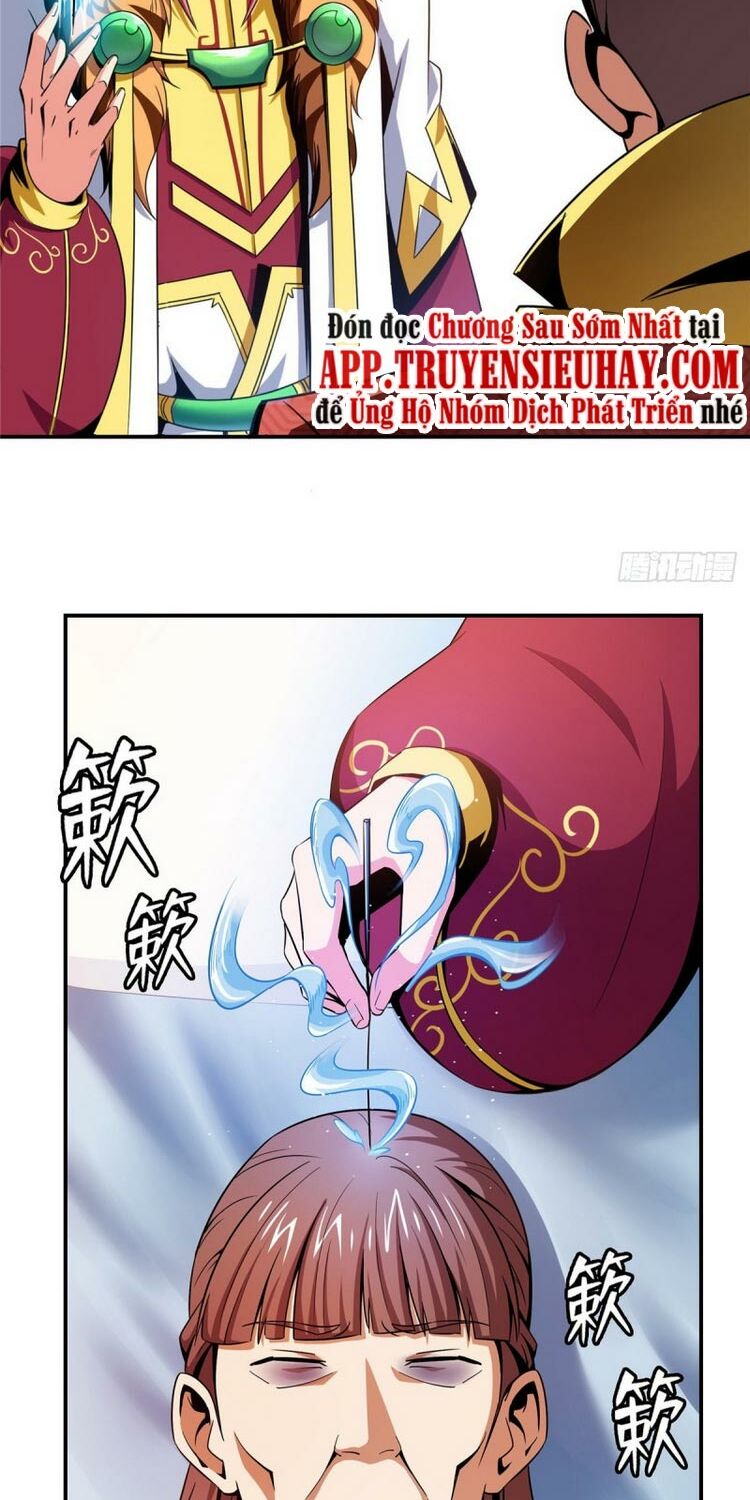 Đón đọc Chương Sau Sớm Nhất tại
APP.TRUYENSIEUHAY.COM
để Ủng Hộ Nhóm Dịch Phát Triển nhé
腾讯动漫
簌
簌
簌
簌